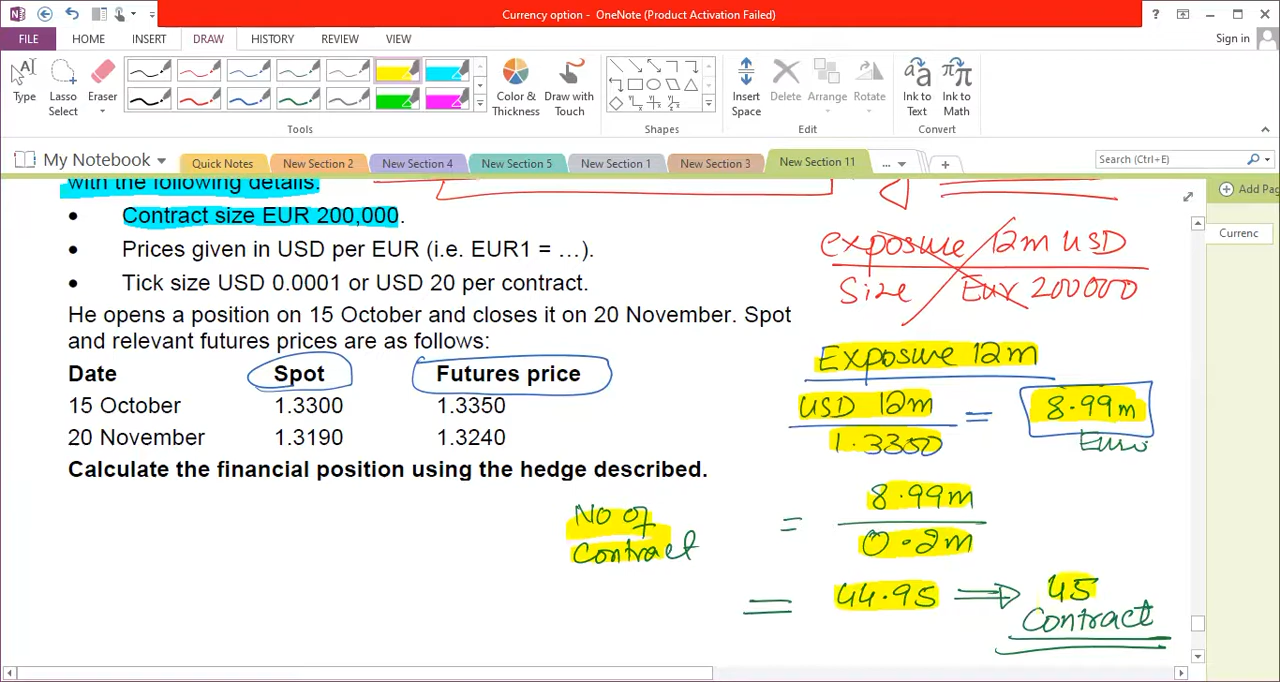 Currency option - OneNote (Product Activation Failed)
FILE HOME INSERT DRAW HISTORY REVIEW VIEW
Sign in
Type
Lasso Select
Eraser
Color & Thickness
Draw with Touch
Insert Space
Delete
Arrange
Rotate
Ink to Text
Ink to Math
Tools
Shapes
Edit
Convert
My Notebook
Quick Notes
New Section 2
New Section 4
New Section 5
New Section 1
New Section 3
New Section 11
Search (Ctrl+E)
Add Pag
Currenc
with the following details.
• Contract size EUR 200,000.
• Prices given in USD per EUR (i.e. EUR1 = …).
• Tick size USD 0.0001 or USD 20 per contract.
He opens a position on 15 October and closes it on 20 November. Spot
and relevant futures prices are as follows:
Date Spot Futures price
15 October 1.3300 1.3350
20 November 1.3190 1.3240
Calculate the financial position using the hedge described.
exposure / 12m USD
Size / Eur 200000
Exposure 12m
USD 12m = 8.99m
1.3350 Euro
No of = 8.99m
Contract 0.2m
= 44.95 ⇒ 45
Contract